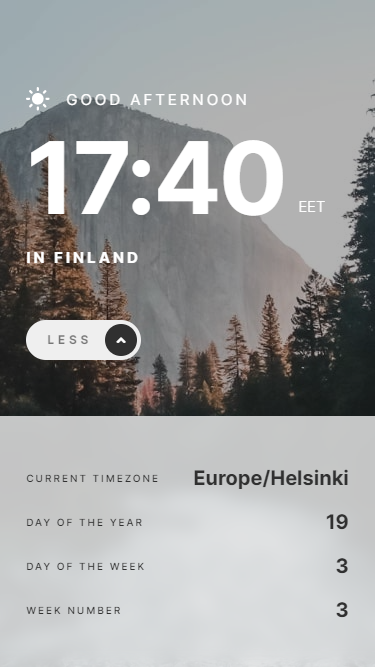 GOOD AFTERNOON
17:40 EET
IN FINLAND
LESS
CURRENT TIMEZONE Europe/Helsinki
DAY OF THE YEAR 19
DAY OF THE WEEK 3
WEEK NUMBER 3